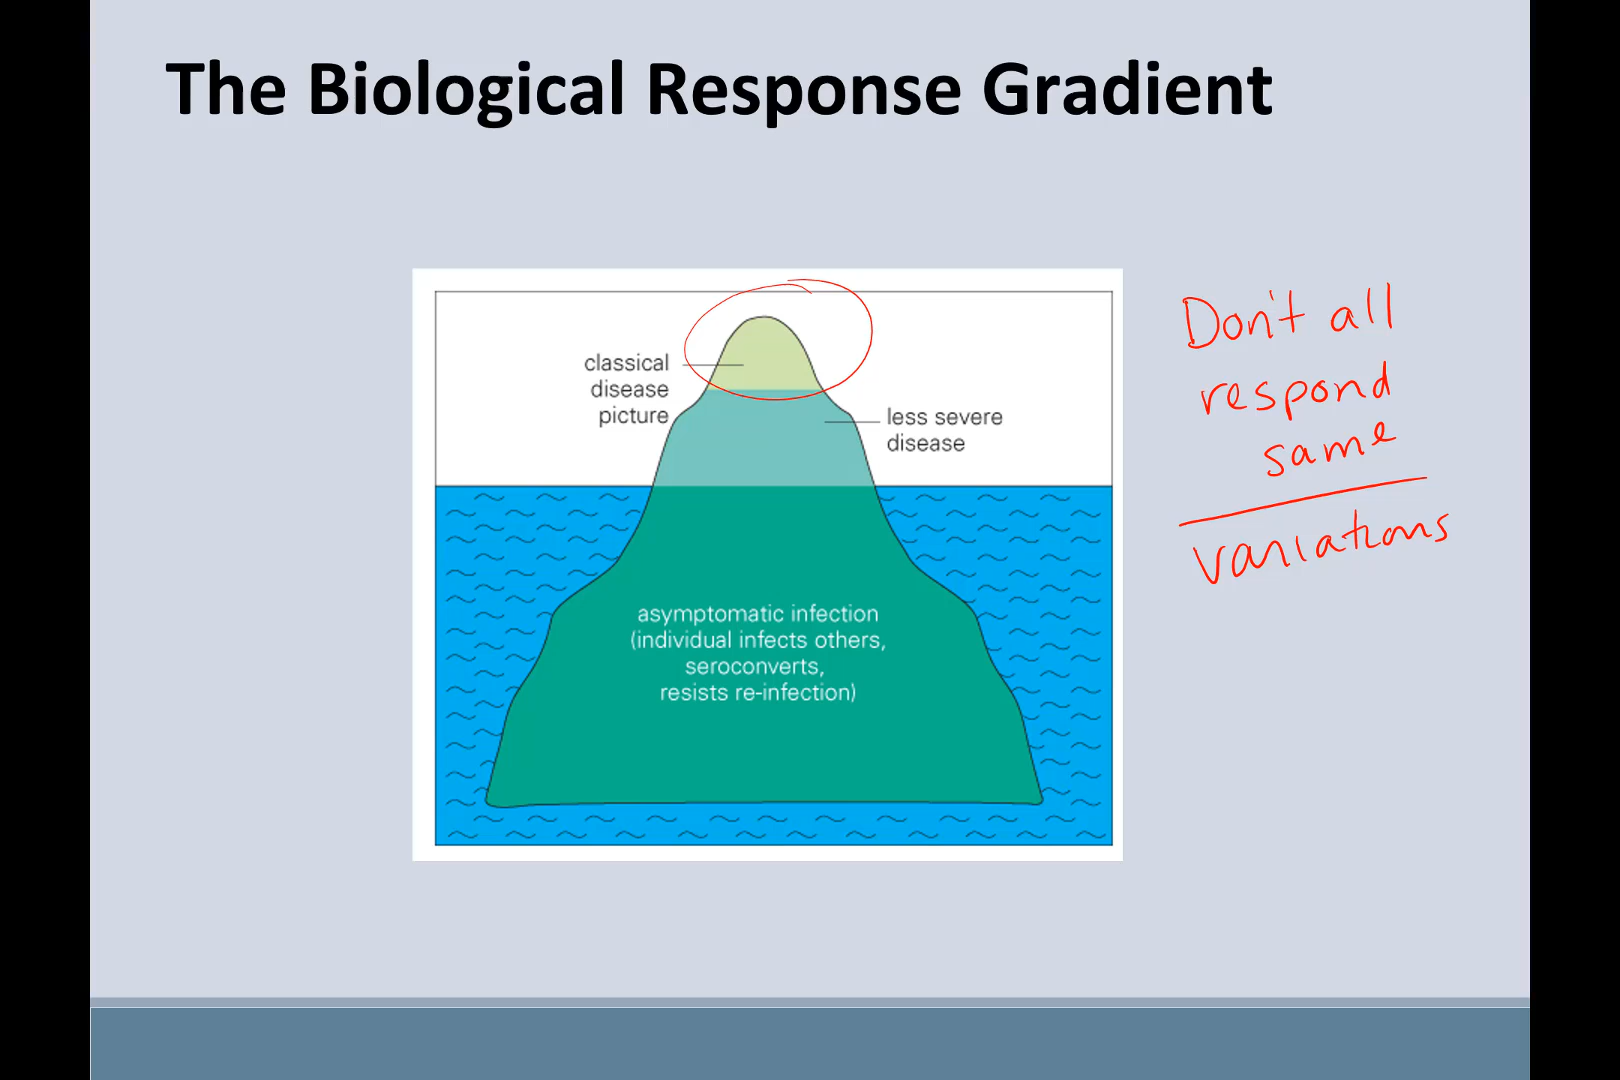 The Biological Response Gradient
classical
disease
picture
less severe
disease
asymptomatic infection
(individual infects others,
seroconverts,
resists re-infection)
Don't all
respond
same
variations